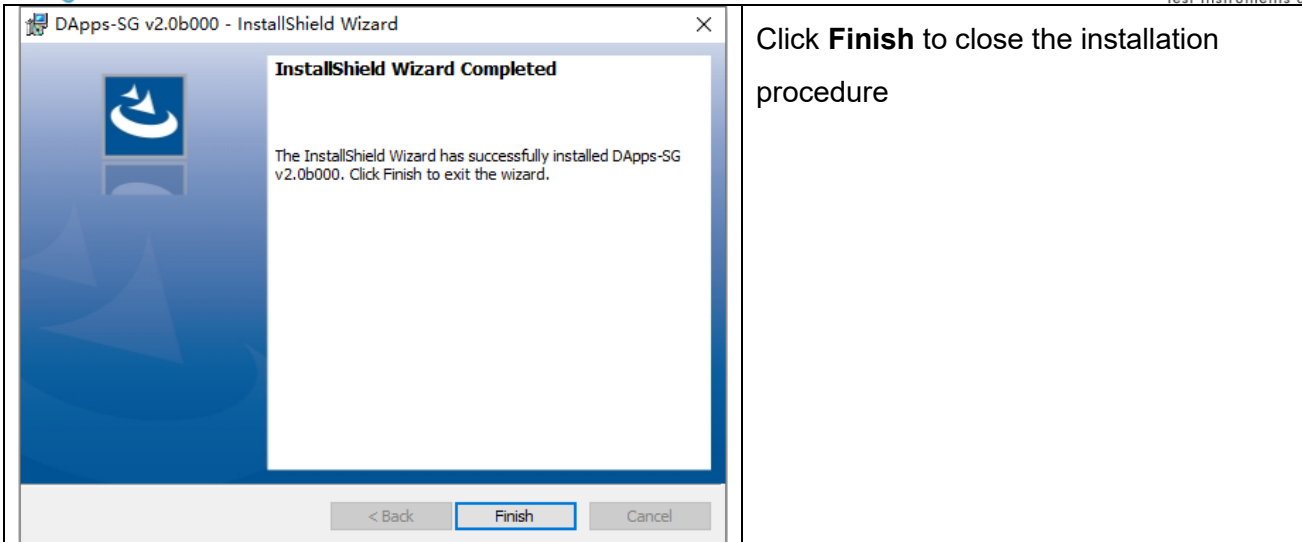 DApps-SG v2.0b000 - InstallShield Wizard
InstallShield Wizard Completed
The InstallShield Wizard has successfully installed DApps-SG
v2.0b000. Click Finish to exit the wizard.
< Back
Finish
Cancel
Click Finish to close the installation
procedure